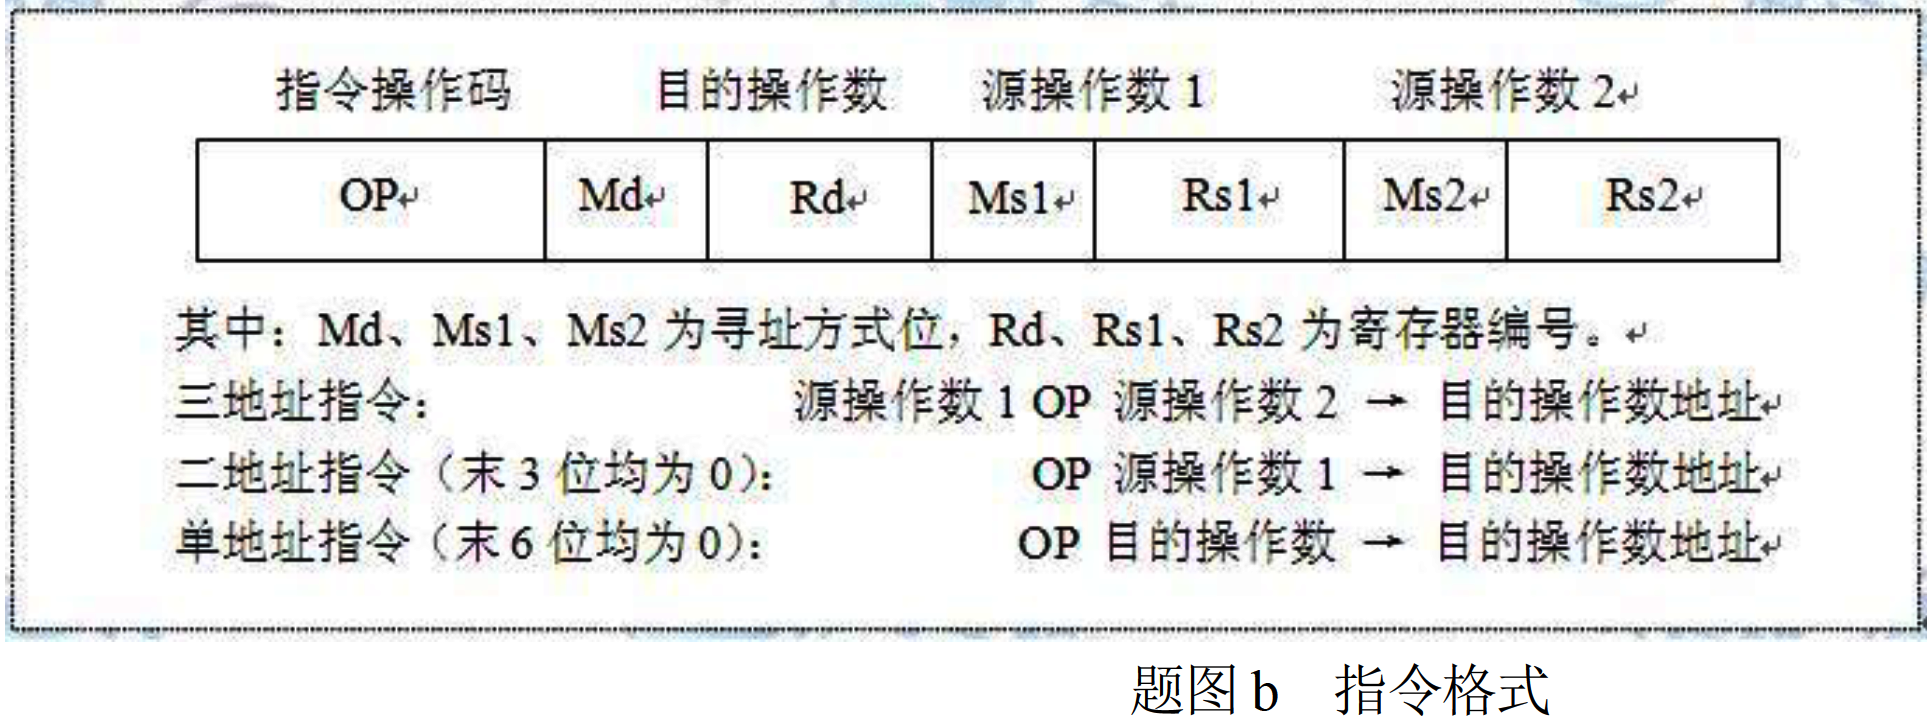 指令操作码 目的操作数 源操作数 1 源操作数 2↵
OP↵ Md↵ Rd↵ Ms1↵ Rs1↵ Ms2↵ Rs2↵
其中：Md、Ms1、Ms2 为寻址方式位，Rd、Rs1、Rs2 为寄存器编号。↵
三地址指令： 源操作数 1 OP 源操作数 2 → 目的操作数地址↵
二地址指令（末 3 位均为 0）： OP 源操作数 1 → 目的操作数地址↵
单地址指令（末 6 位均为 0）： OP 目的操作数 → 目的操作数地址↵
题图 b 指令格式